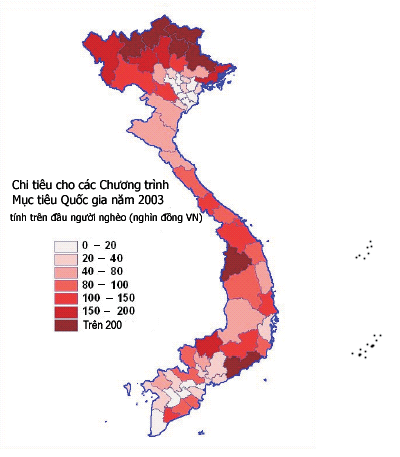 Chi tiêu cho các Chương trình
Mục tiêu Quốc gia năm 2003
tính trên đầu người nghèo (nghìn đồng VN)
0 – 20
20 – 40
40 – 80
80 – 100
100 – 150
150 – 200
Trên 200